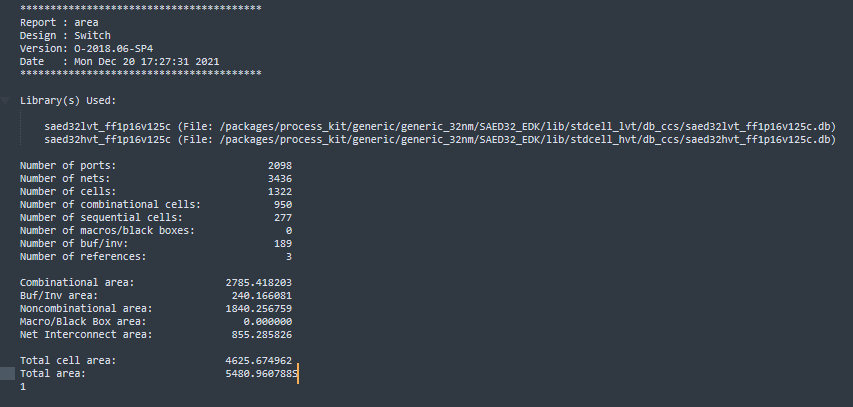 ****************************************
Report : area
Design : Switch
Version: O-2018.06-SP4
Date   : Mon Dec 20 17:27:31 2021
****************************************
Library(s) Used:
saed32lvt_ff1p16v125c (File: /packages/process_kit/generic/generic_32nm/SAED32_EDK/lib/stdcell_lvt/db_ccs/saed32lvt_ff1p16v125c.db)
saed32hvt_ff1p16v125c (File: /packages/process_kit/generic/generic_32nm/SAED32_EDK/lib/stdcell_hvt/db_ccs/saed32hvt_ff1p16v125c.db)
Number of ports: 2098
Number of nets: 3436
Number of cells: 1322
Number of combinational cells: 950
Number of sequential cells: 277
Number of macros/black boxes: 0
Number of buf/inv: 189
Number of references: 3
Combinational area: 2785.418203
Buf/Inv area: 240.166081
Noncombinational area: 1840.256759
Macro/Black Box area: 0.000000
Net Interconnect area: 855.285826
Total cell area: 4625.674962
Total area: 5480.960788S
1